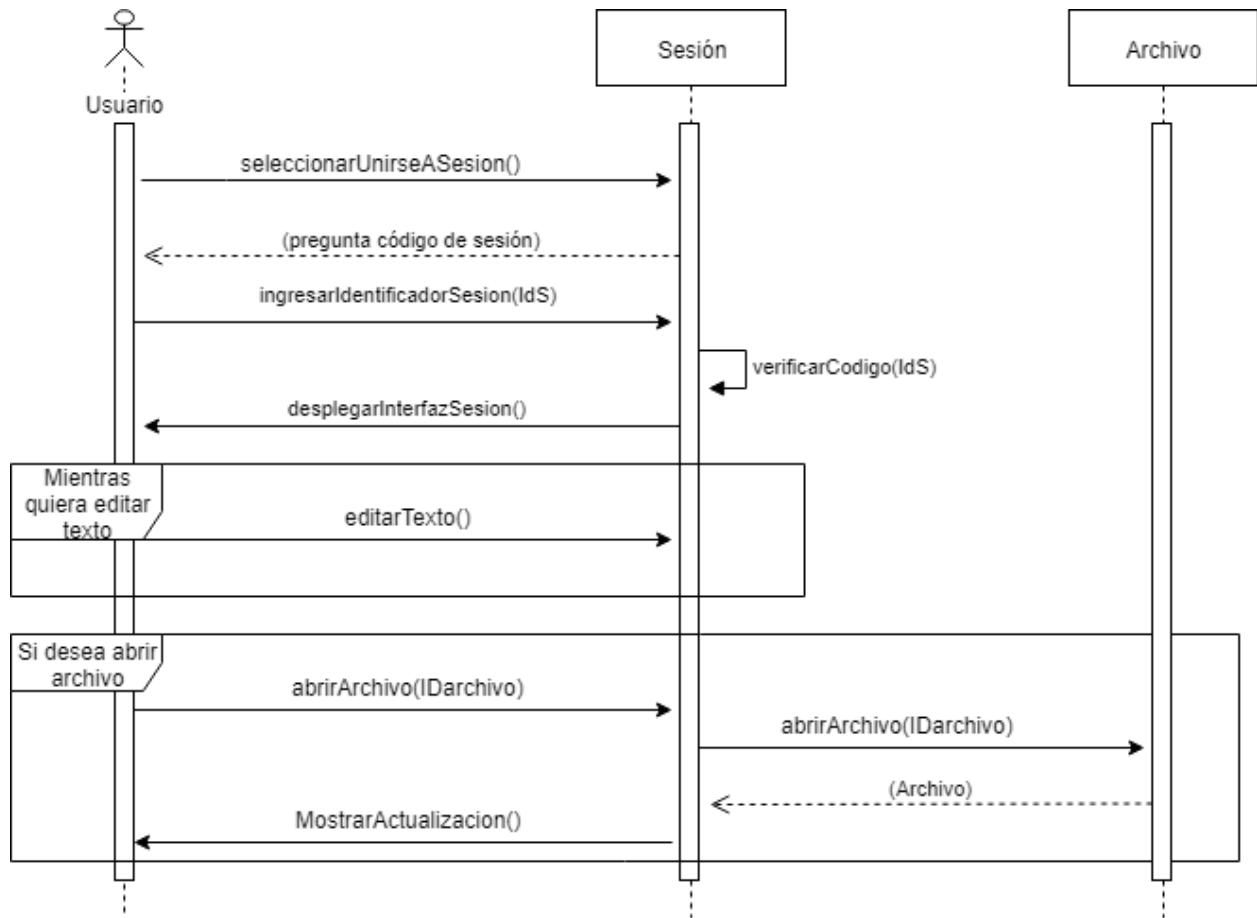 Usuario
Sesión
Archivo
seleccionarUnirseASesion()
(pregunta código de sesión)
ingresarIdentificadorSesion(IdS)
verificarCodigo(IdS)
desplegarInterfazSesion()
Mientras
quiera editar
texto
editarTexto()
Si desea abrir
archivo
abrirArchivo(IDarchivo)
abrirArchivo(IDarchivo)
(Archivo)
MostrarActualizacion()